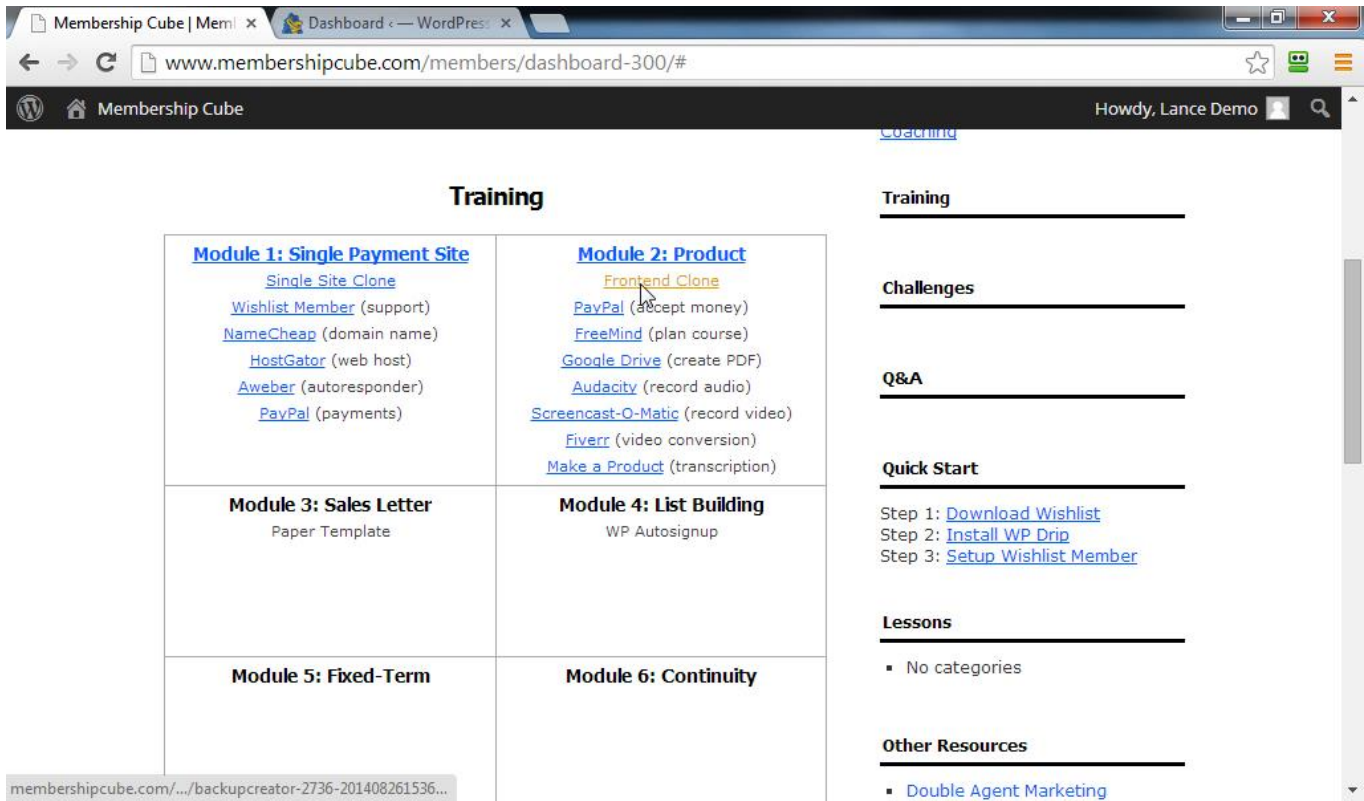 Membership Cube | Meml
Dashboard ‹ — WordPres
www.membershipcube.com/members/dashboard-300/#
Membership Cube
Howdy, Lance Demo
Coaching
Training
Module 1: Single Payment Site
Single Site Clone
Wishlist Member (support)
NameCheap (domain name)
HostGator (web host)
Aweber (autoresponder)
PayPal (payments)
Module 2: Product
Frontend Clone
PayPal (accept money)
FreeMind (plan course)
Google Drive (create PDF)
Audacity (record audio)
Screencast-O-Matic (record video)
Fiverr (video conversion)
Make a Product (transcription)
Module 3: Sales Letter
Paper Template
Module 4: List Building
WP Autosignup
Module 5: Fixed-Term
Module 6: Continuity
Training
Challenges
Q&A
Quick Start
Step 1: Download Wishlist
Step 2: Install WP Drip
Step 3: Setup Wishlist Member
Lessons
No categories
Other Resources
Double Agent Marketing
membershipcube.com/.../backupcreator-2736-201408261536...